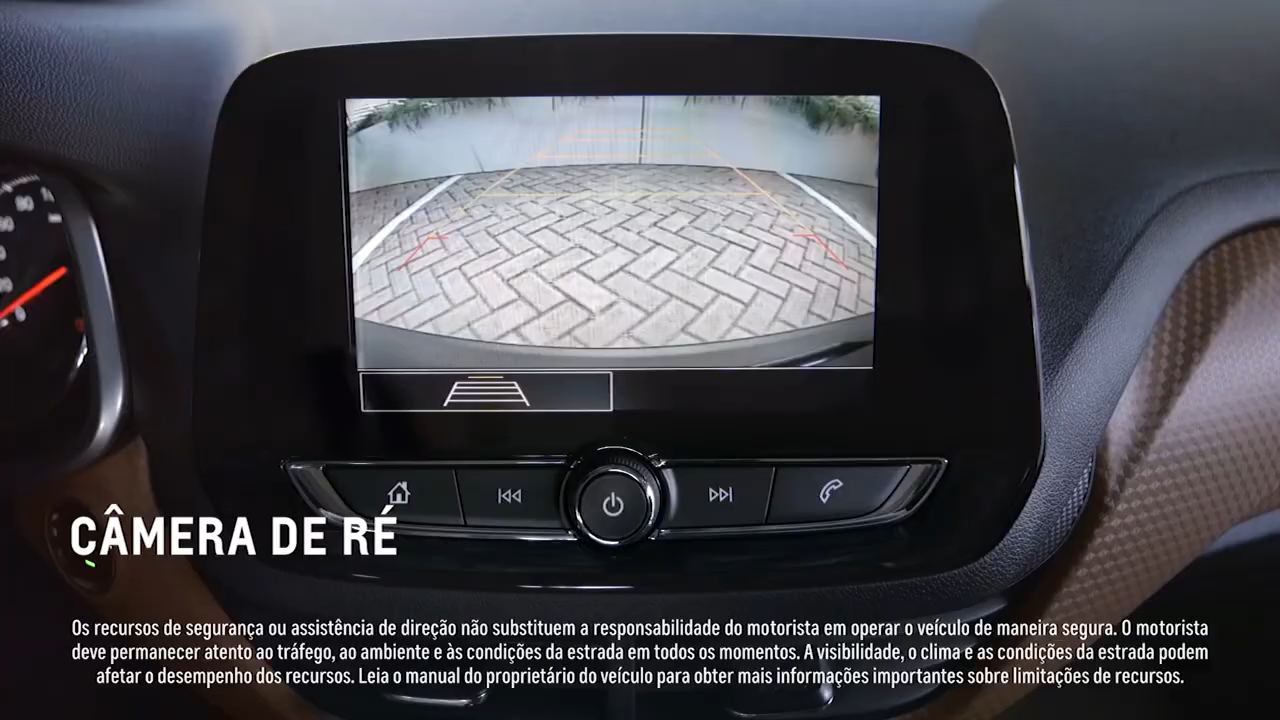 CÂMERA DE RÉ
Os recursos de segurança ou assistência de direção não substituem a responsabilidade do motorista em operar o veículo de maneira segura. O motorista
deve permanecer atento ao tráfego, ao ambiente e às condições da estrada em todos os momentos. A visibilidade, o clima e as condições da estrada podem
afetar o desempenho dos recursos. Leia o manual do proprietário do veículo para obter mais informações importantes sobre limitações de recursos.